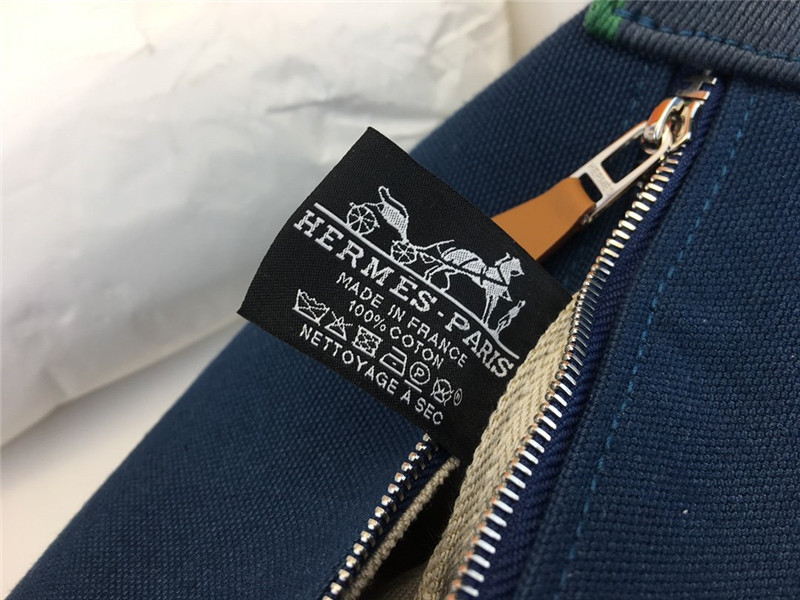 HERMES-PARIS
MADE IN FRANCE
100% COTON
NETTOYAGE A SEC